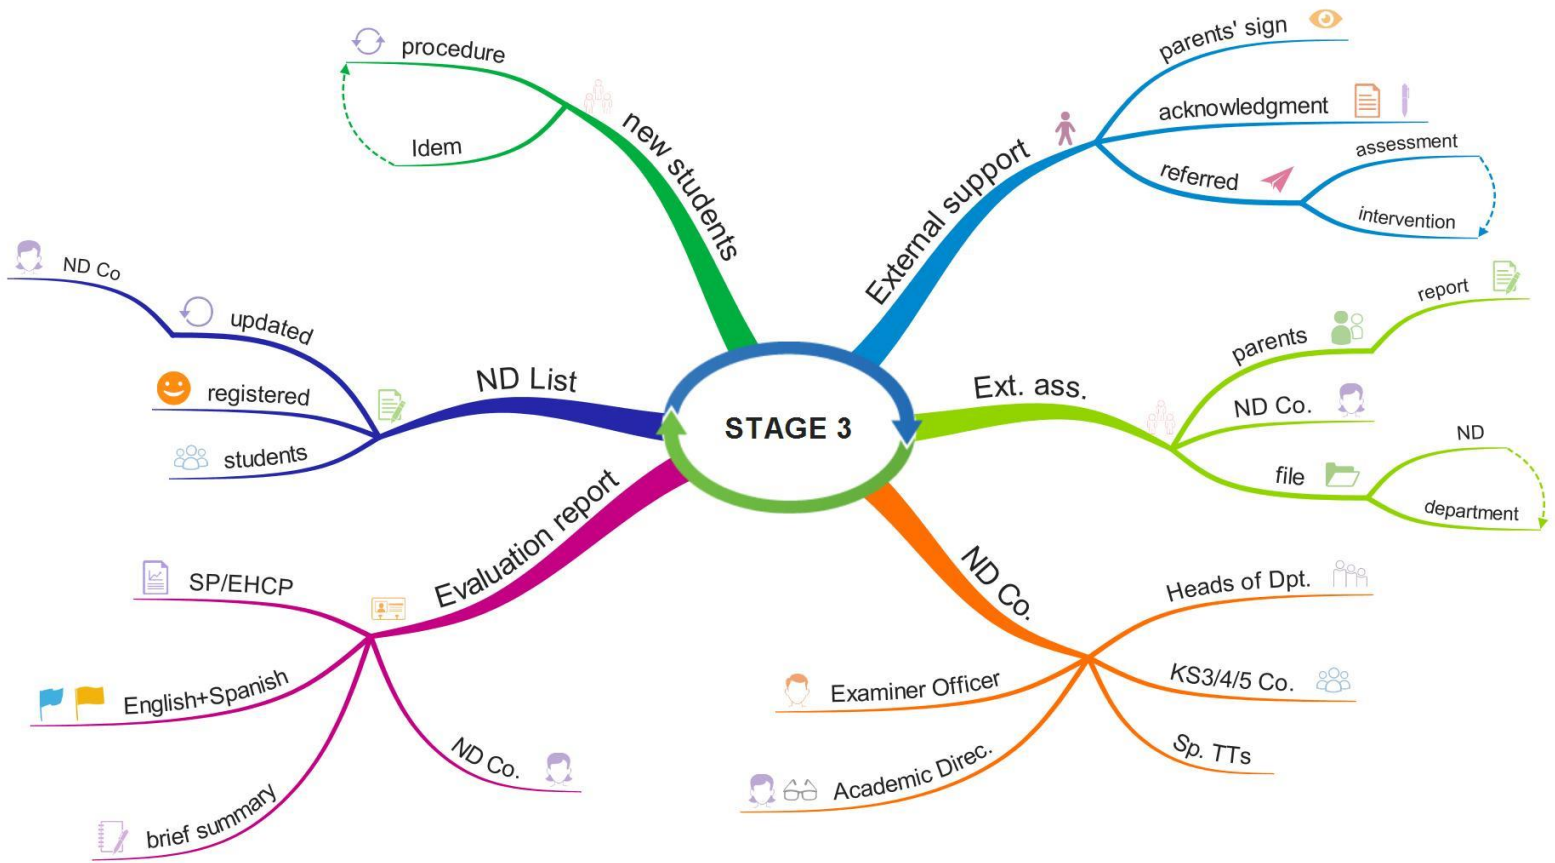 STAGE 3
External support
parents' sign
acknowledgment
referred
assessment
intervention
Ext. ass.
parents
report
ND Co.
file
ND
department
ND Co.
Heads of Dpt.
KS3/4/5 Co.
Sp. TTs
Academic Direc.
Examiner Officer
Evaluation report
ND Co.
brief summary
English+Spanish
SP/EHCP
ND List
students
registered
updated
ND Co
new students
Idem
procedure